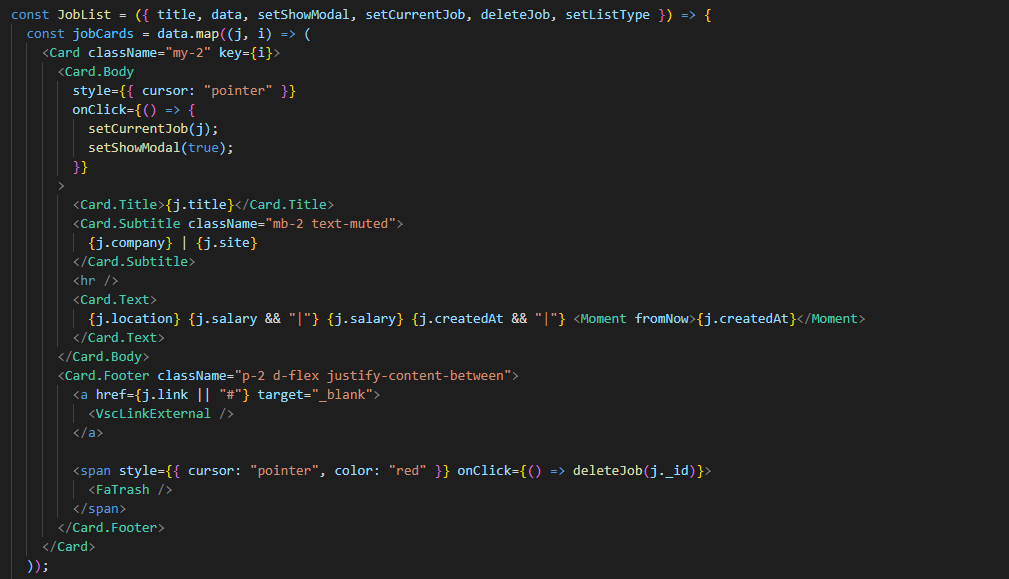 const JobList = ({ title, data, setShowModal, setCurrentJob, deleteJob, setListType }) => {
  const jobCards = data.map((j, i) => (
    <Card className="my-2" key={i}>
      <Card.Body
        style={{ cursor: "pointer" }}
        onClick={() => {
          setCurrentJob(j);
          setShowModal(true);
        }}
      >
        <Card.Title>{j.title}</Card.Title>
        <Card.Subtitle className="mb-2 text-muted">
          {j.company} | {j.site}
        </Card.Subtitle>
        <hr />
        <Card.Text>
          {j.location} {j.salary && "|"} {j.salary} {j.createdAt && "|"} <Moment fromNow>{j.createdAt}</Moment>
        </Card.Text>
      </Card.Body>
      <Card.Footer className="p-2 d-flex justify-content-between">
        <a href={j.link || "#"} target="_blank">
          <VscLinkExternal />
        </a>

        <span style={{ cursor: "pointer", color: "red" }} onClick={() => deleteJob(j._id)}>
          <FaTrash />
        </span>
      </Card.Footer>
    </Card>
  ));